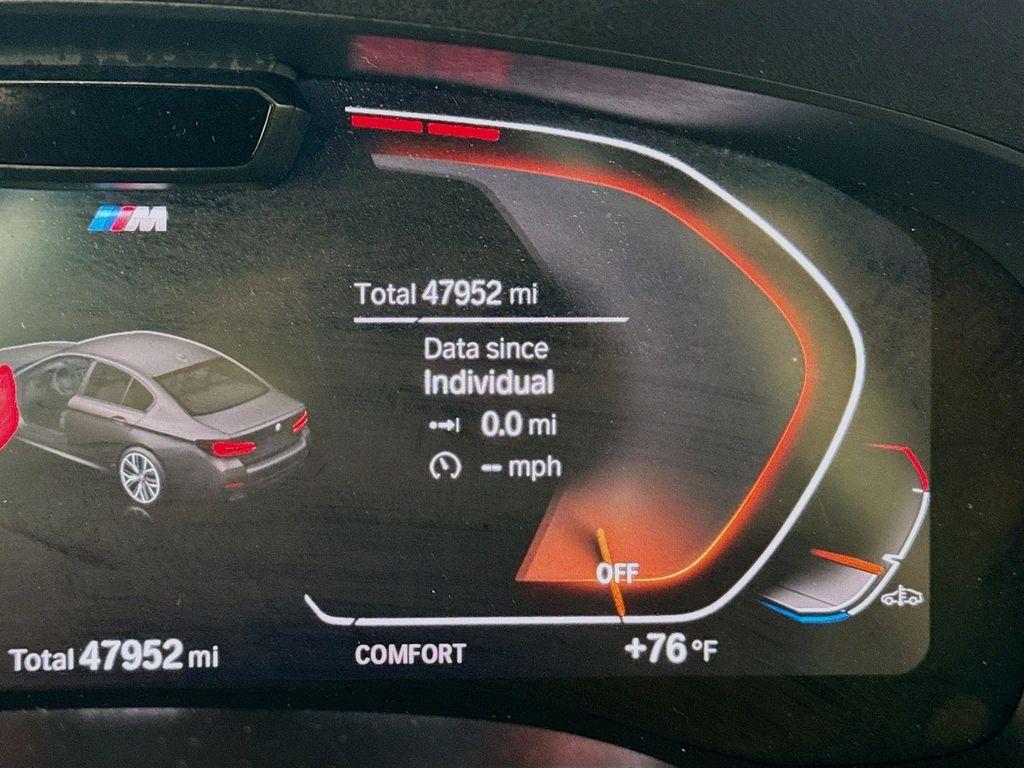 M
Total 47952 mi
Data since
Individual
0.0 mi
-- mph
OFF
Total 47952 mi
COMFORT
+76 °F